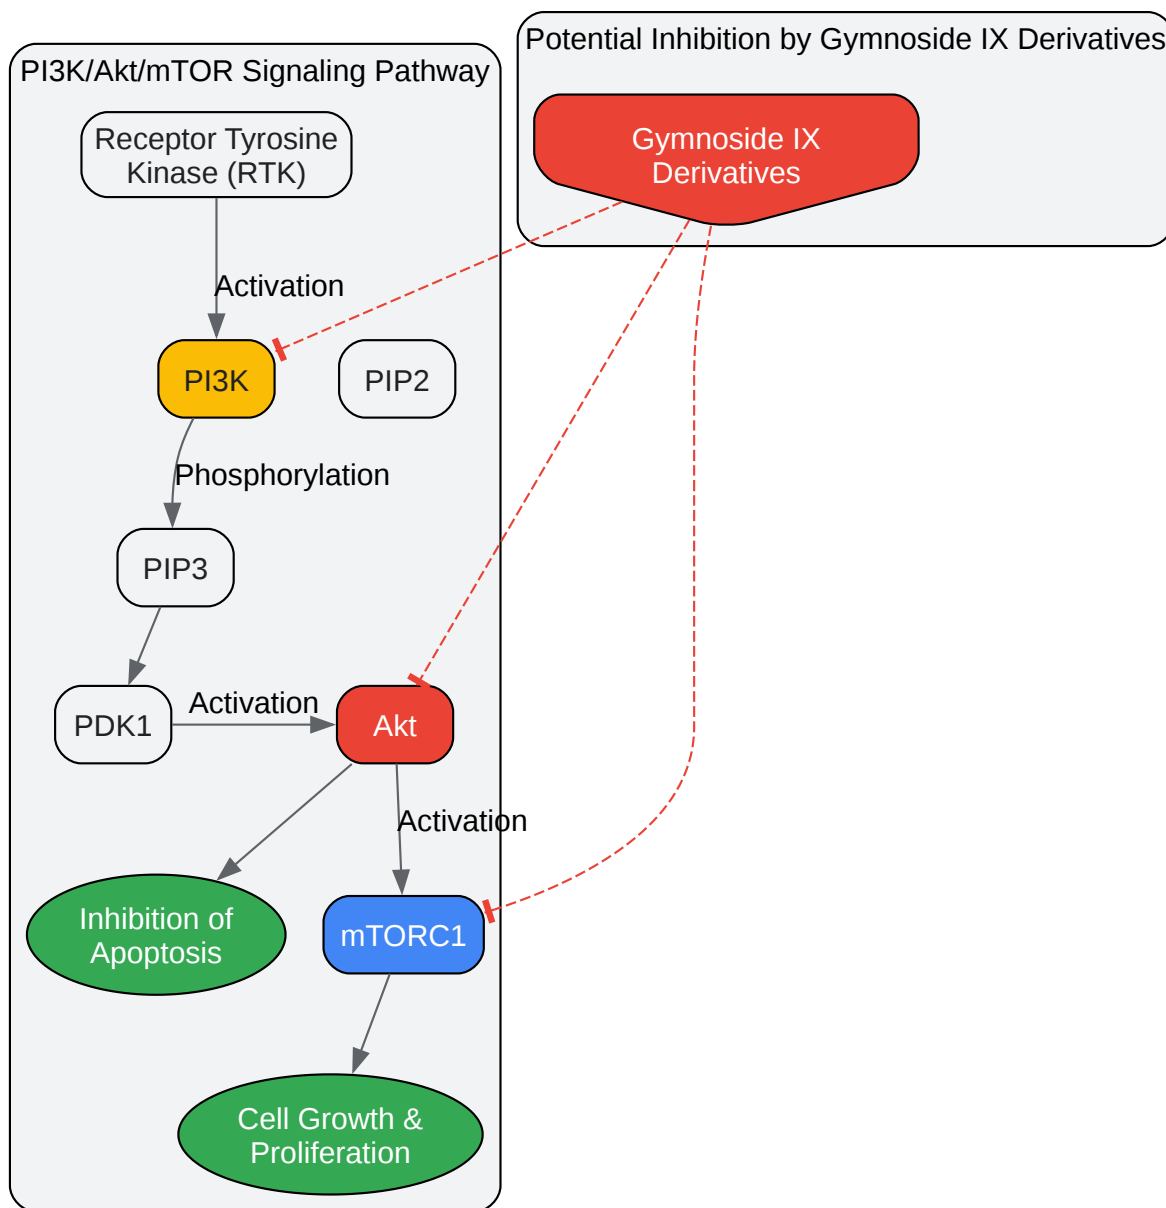 PI3K/Akt/mTOR Signaling Pathway
Potential Inhibition by Gymnoside IX Derivatives
Receptor Tyrosine
Kinase (RTK)
Gymnoside IX
Derivatives
Activation
PI3K
PIP2
Phosphorylation
PIP3
PDK1
Activation
Akt
Activation
Inhibition of
Apoptosis
mTORC1
Cell Growth &
Proliferation